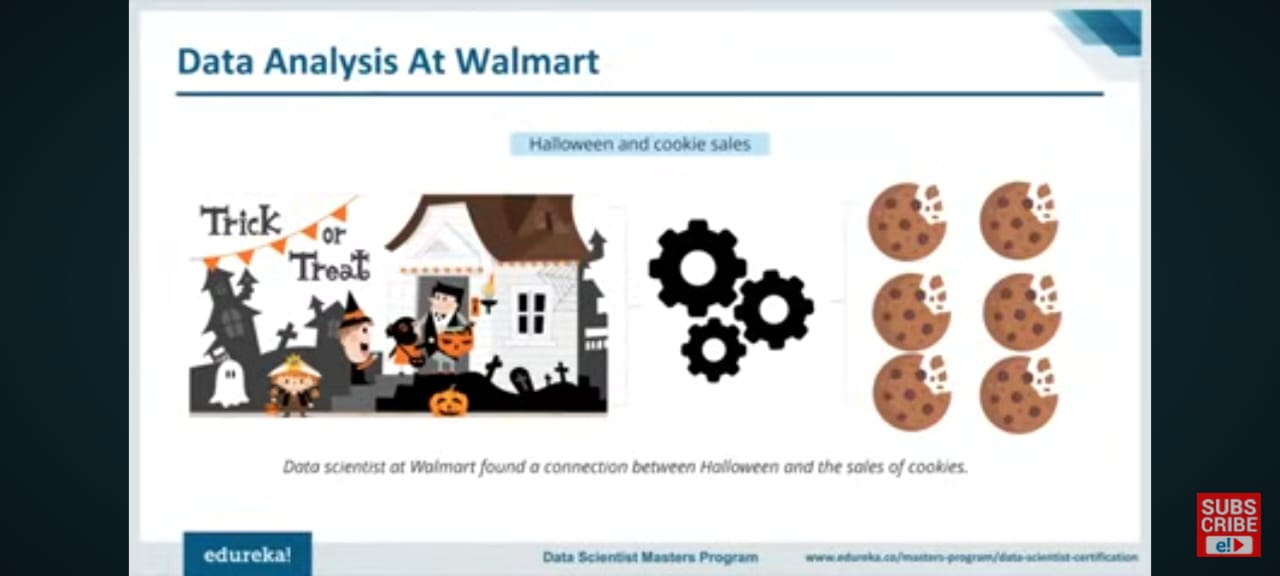 Data Analysis At Walmart
Halloween and cookie sales
Trick
or
Treat
Data scientist at Walmart found a connection between Halloween and the sales of cookies.
edureka!
Data Scientist Masters Program
www.edureka.co/masters-program/data-scientist-certification
SUBS
CRIBE
e!